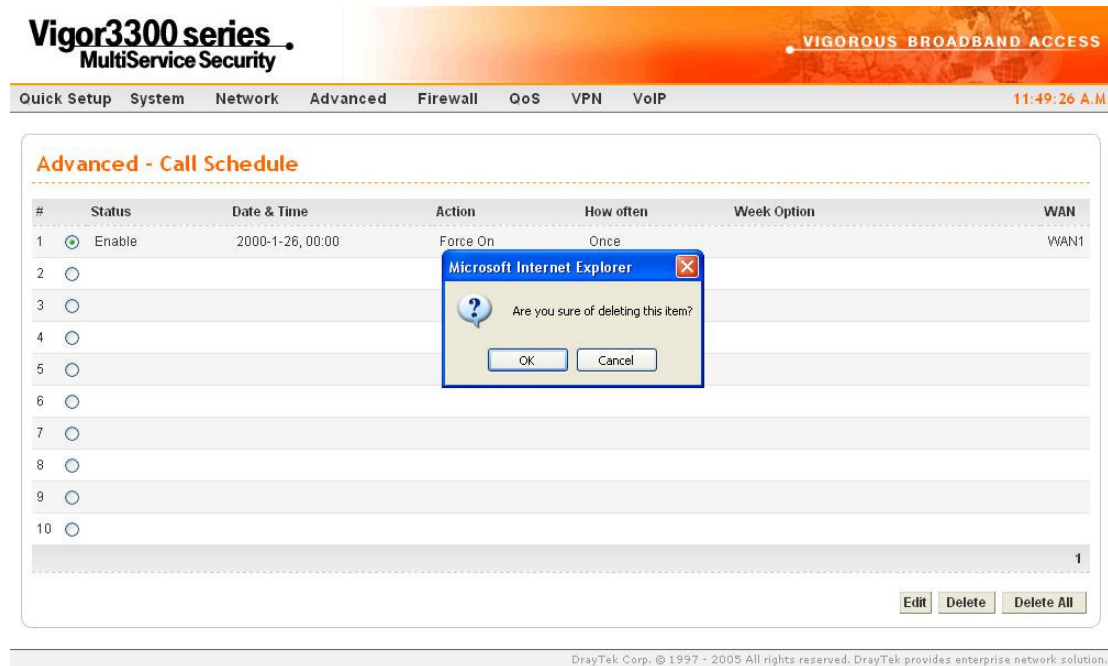 Vigor3300 series
MultiService Security
VIGOROUS BROADBAND ACCESS
Quick Setup System Network Advanced Firewall QoS VPN VoIP 11:49:26 A.M
Advanced - Call Schedule
# Status Date & Time Action How often Week Option WAN
1 Enable 2000-1-26, 00:00 Force On Once WAN1
Microsoft Internet Explorer
2
3 Are you sure of deleting this item?
4
OK Cancel
5
6
7
8
9
10
1
Edit Delete Delete All
DrayTek Corp. © 1997 - 2005 All rights reserved. DrayTek provides enterprise network solution.